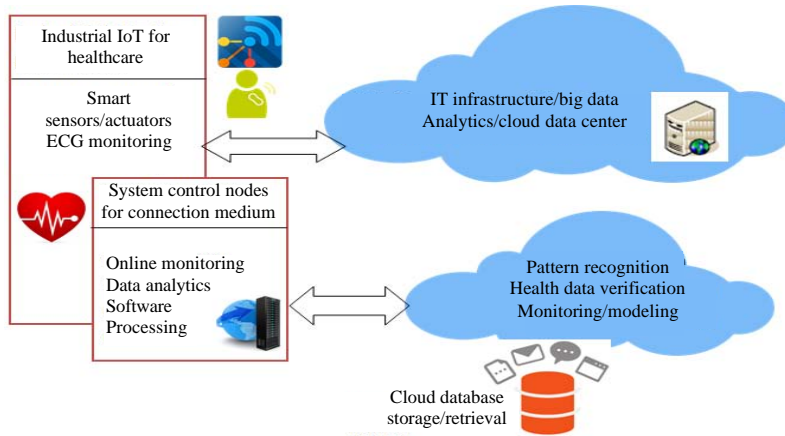 Industrial IoT for
healthcare
Smart
sensors/actuators
ECG monitoring
IT infrastructure/big data
Analytics/cloud data center
System control nodes
for connection medium
Online monitoring
Data analytics
Software
Processing
Pattern recognition
Health data verification
Monitoring/modeling
Cloud database
storage/retrieval